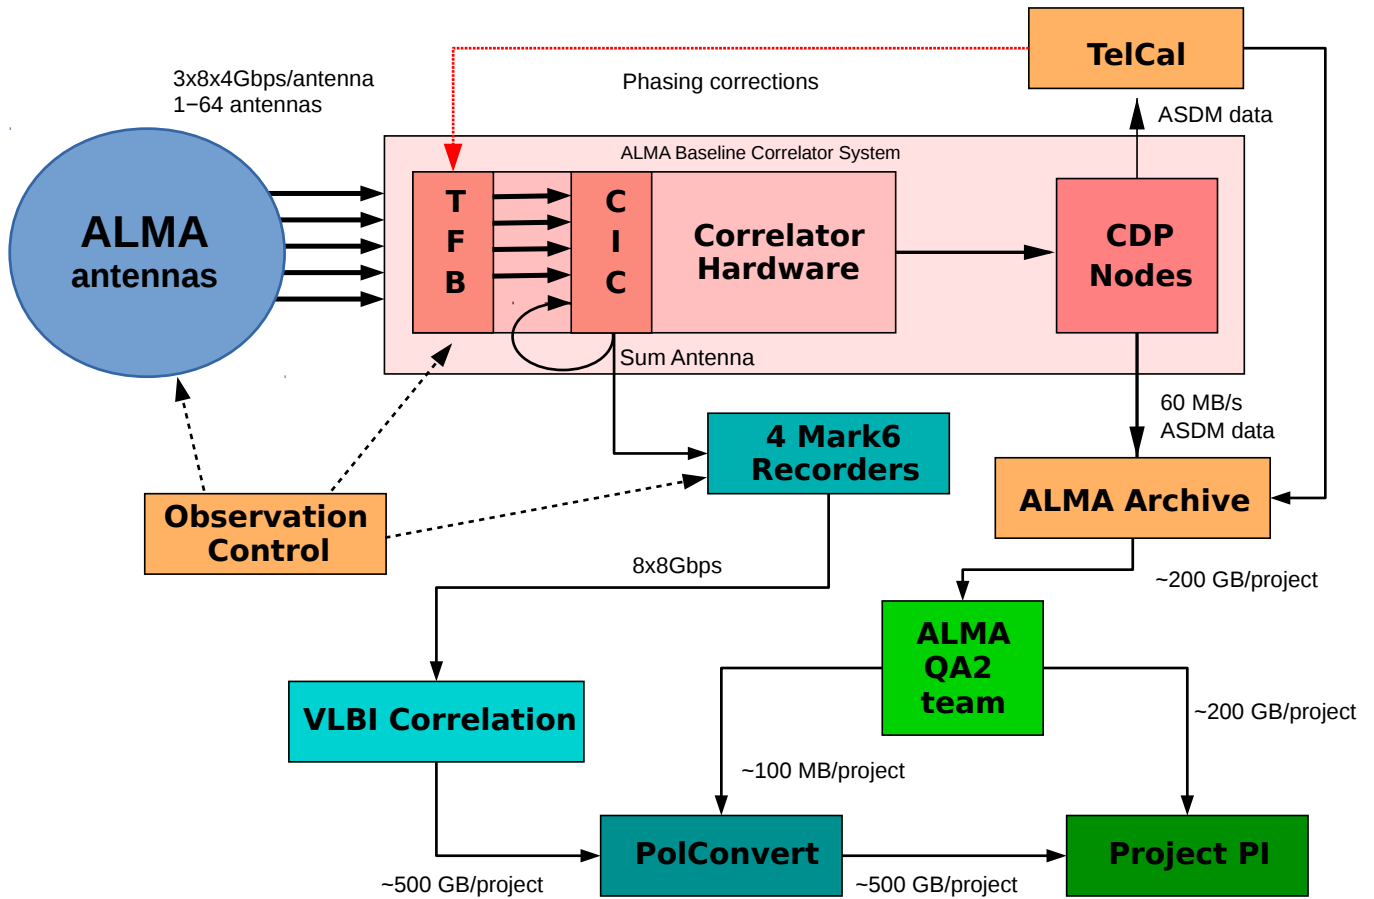 TelCal
3x8x4Gbps/antenna
1−64 antennas
Phasing corrections
ASDM data
ALMA Baseline Correlator System
ALMA
antennas
T
F
B
C
I
C
Correlator
Hardware
CDP
Nodes
Sum Antenna
60 MB/s
ASDM data
4 Mark6
Recorders
ALMA Archive
Observation
Control
8x8Gbps
~200 GB/project
ALMA
QA2
team
VLBI Correlation
~200 GB/project
~100 MB/project
PolConvert
Project PI
~500 GB/project
~500 GB/project